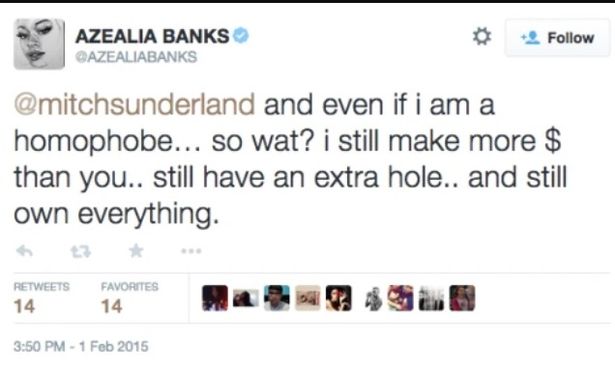 AZEALIA BANKS
@AZEALIABANKS
Follow
@mitchsunderland and even if i am a
homophobe... so wat? i still make more $
than you.. still have an extra hole.. and still
own everything.
RETWEETS FAVORITES
14 14
3:50 PM - 1 Feb 2015